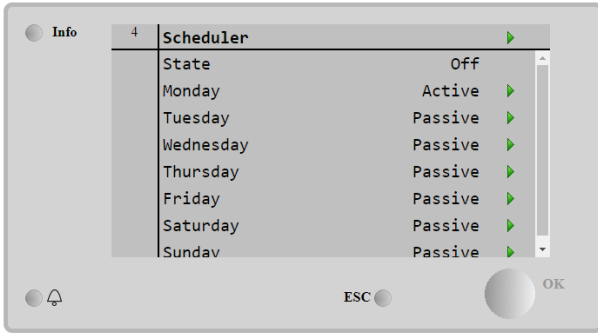 Info
4 Scheduler
State Off
Monday Active
Tuesday Passive
Wednesday Passive
Thursday Passive
Friday Passive
Saturday Passive
Sunday Passive
ESC OK